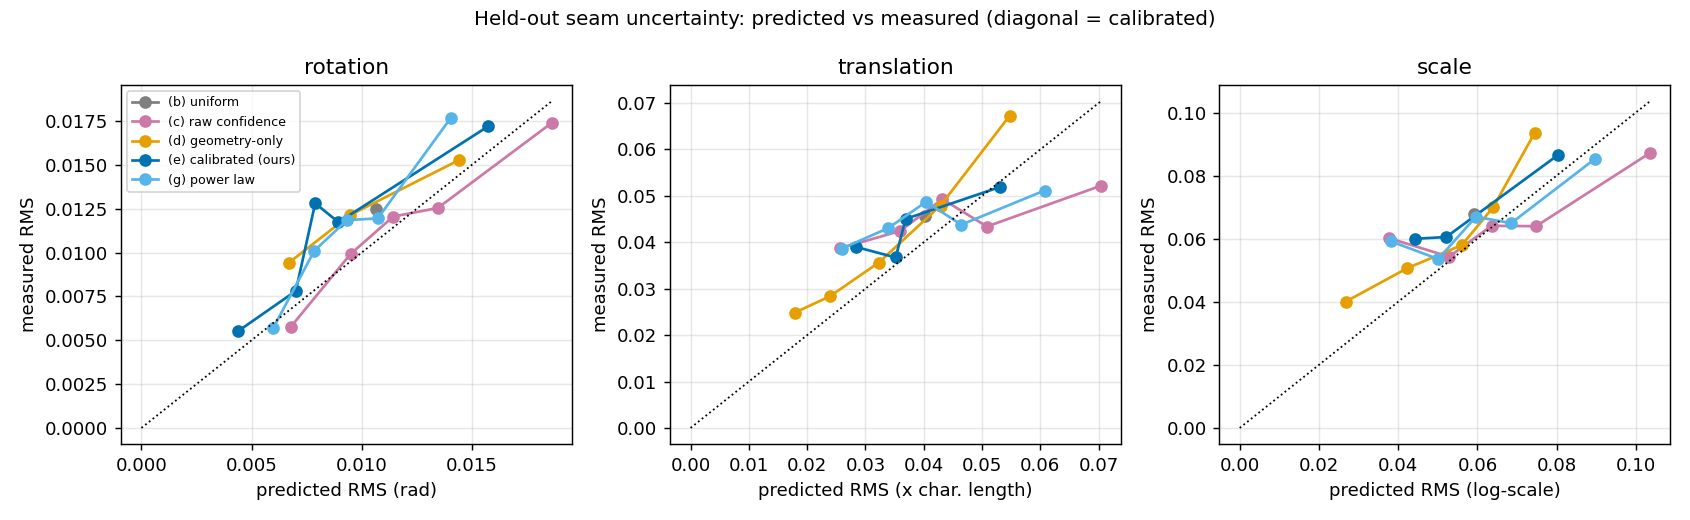 Held-out seam uncertainty: predicted vs measured (diagonal = calibrated)
rotation
measured RMS
0.0175
0.0150
0.0125
0.0100
0.0075
0.0050
0.0025
0.0000
(b) uniform
(c) raw confidence
(d) geometry-only
(e) calibrated (ours)
(g) power law
0.000 0.005 0.010 0.015
predicted RMS (rad)
translation
measured RMS
0.07
0.06
0.05
0.04
0.03
0.02
0.01
0.00
0.00 0.01 0.02 0.03 0.04 0.05 0.06 0.07
predicted RMS (x char. length)
scale
measured RMS
0.10
0.08
0.06
0.04
0.02
0.00
0.00 0.02 0.04 0.06 0.08 0.10
predicted RMS (log-scale)